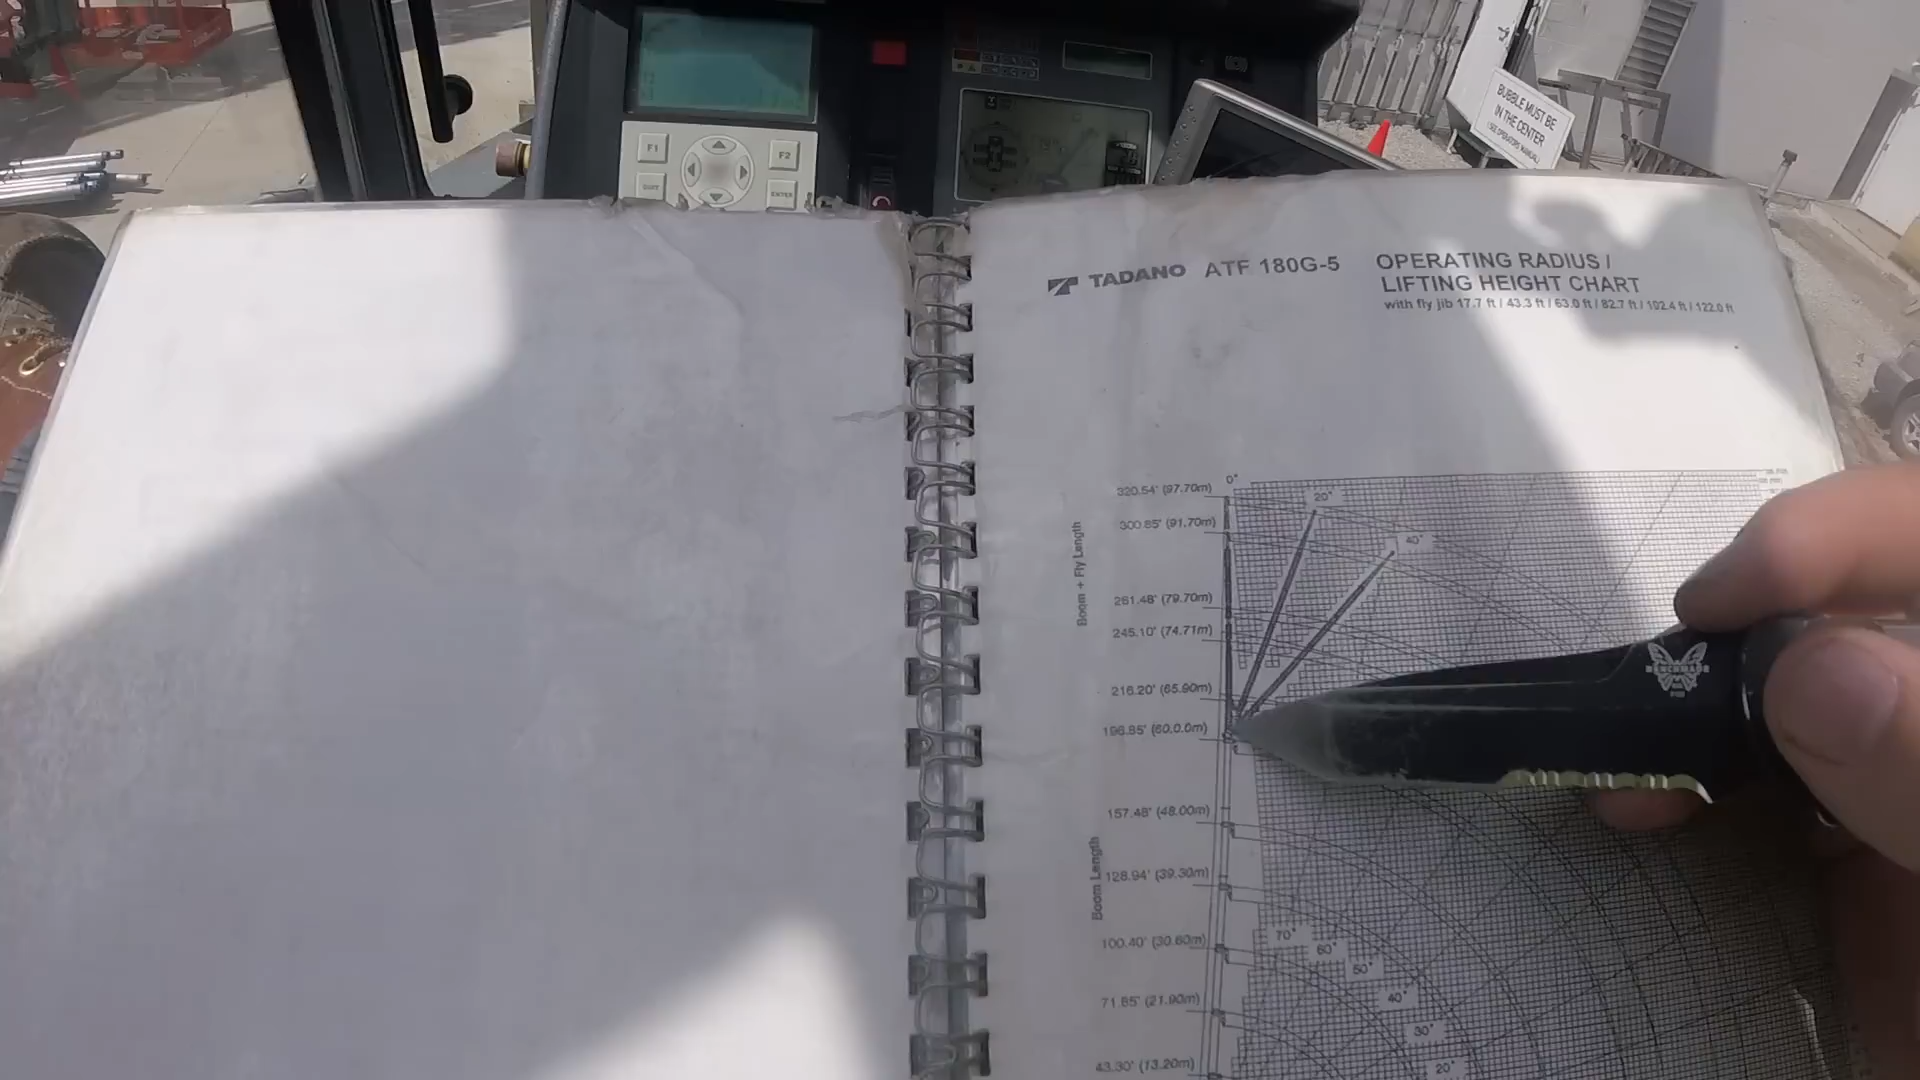 F1
F2
QUIT
ENTER
BUBBLE MUST BE
IN THE CENTER
(SEE OPERATORS MANUAL)
TADANO ATF 180G-5
OPERATING RADIUS /
LIFTING HEIGHT CHART
with fly jib 17.7 ft / 43.3 ft / 63.0 ft / 82.7 ft / 102.4 ft / 122.0 ft
0°
20°
40°
Boom + Fly Length
320.54' (97.70m)
300.85' (91.70m)
261.48' (79.70m)
245.10' (74.71m)
216.20' (65.90m)
196.85' (60.0.0m)
Boom Length
157.48' (48.00m)
128.94' (39.30m)
100.40' (30.60m)
71.85' (21.90m)
43.30' (13.20m)
70°
60°
50°
40°
30°
20°
BENCHMADE